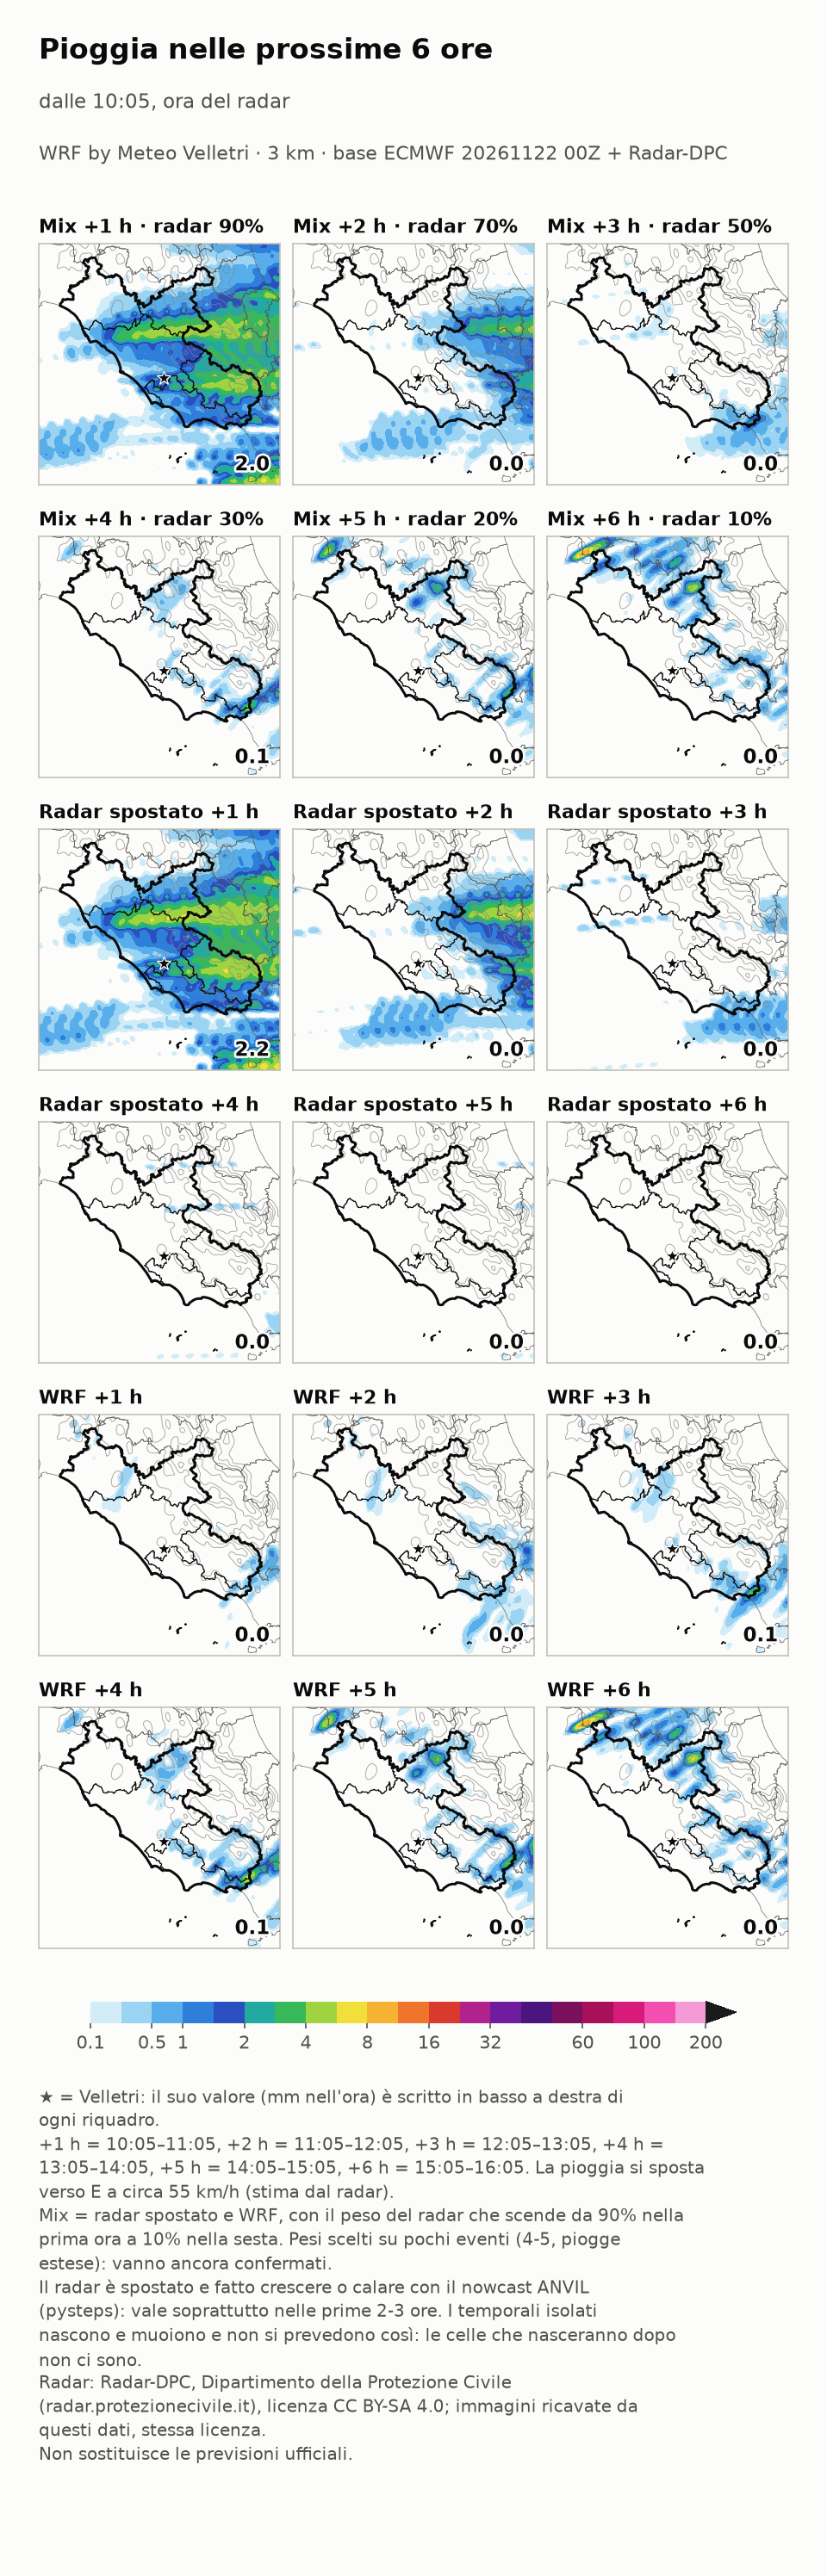 Pioggia nelle prossime 6 ore
dalle 10:05, ora del radar
WRF by Meteo Velletri · 3 km · base ECMWF 20261122 00Z + Radar-DPC
Mix +1 h · radar 90%
Mix +2 h · radar 70%
Mix +3 h · radar 50%
2.0
0.0
0.0
Mix +4 h · radar 30%
Mix +5 h · radar 20%
Mix +6 h · radar 10%
0.1
0.0
0.0
Radar spostato +1 h
Radar spostato +2 h
Radar spostato +3 h
2.2
0.0
0.0
Radar spostato +4 h
Radar spostato +5 h
Radar spostato +6 h
0.0
0.0
0.0
WRF +1 h
WRF +2 h
WRF +3 h
0.0
0.0
0.1
WRF +4 h
WRF +5 h
WRF +6 h
0.1
0.0
0.0
0.1 0.5 1 2 4 8 16 32 60 100 200
★ = Velletri: il suo valore (mm nell'ora) è scritto in basso a destra di
ogni riquadro.
+1 h = 10:05–11:05, +2 h = 11:05–12:05, +3 h = 12:05–13:05, +4 h =
13:05–14:05, +5 h = 14:05–15:05, +6 h = 15:05–16:05. La pioggia si sposta
verso E a circa 55 km/h (stima dal radar).
Mix = radar spostato e WRF, con il peso del radar che scende da 90% nella
prima ora a 10% nella sesta. Pesi scelti su pochi eventi (4-5, piogge
estese): vanno ancora confermati.
Il radar è spostato e fatto crescere o calare con il nowcast ANVIL
(pysteps): vale soprattutto nelle prime 2-3 ore. I temporali isolati
nascono e muoiono e non si prevedono così: le celle che nasceranno dopo
non ci sono.
Radar: Radar-DPC, Dipartimento della Protezione Civile
(radar.protezionecivile.it), licenza CC BY-SA 4.0; immagini ricavate da
questi dati, stessa licenza.
Non sostituisce le previsioni ufficiali.